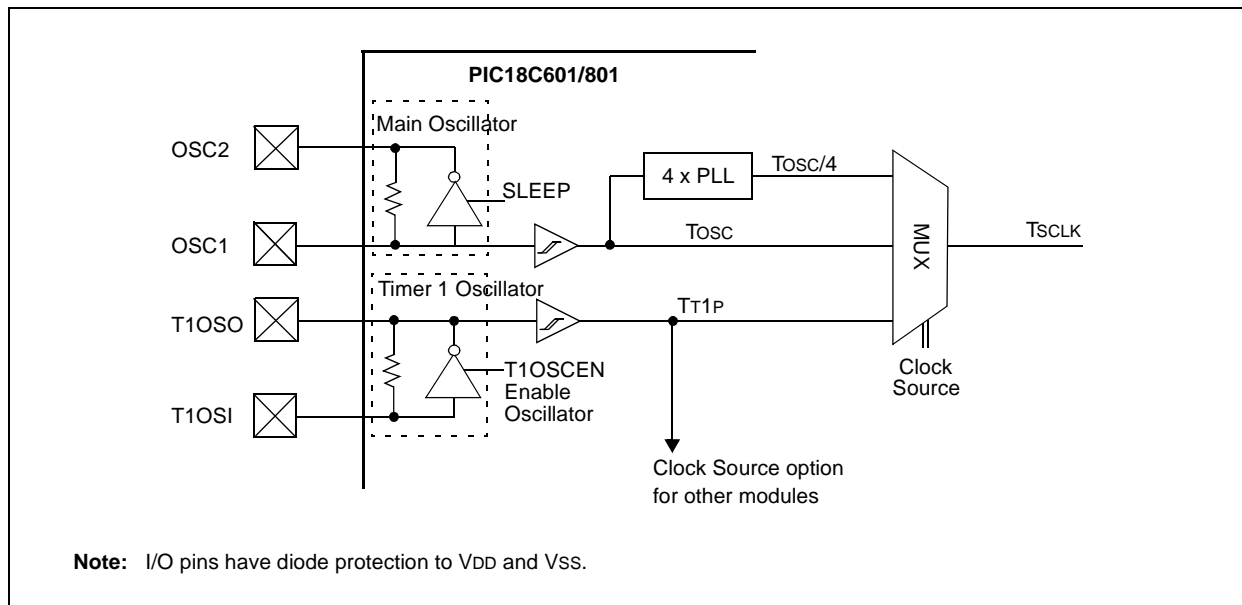 PIC18C601/801
Main Oscillator
OSC2
TOSC/4
4 x PLL
SLEEP
OSC1
TOSC
MUX
TSCLK
Timer 1 Oscillator
TT1P
T1OSO
Clock
Source
T1OSCEN
Enable
Oscillator
T1OSI
Clock Source option
for other modules
Note: I/O pins have diode protection to VDD and VSS.